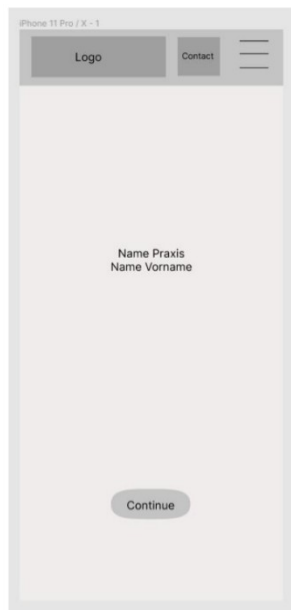 iPhone 11 Pro / X - 1
Logo
Contact
Name Praxis
Name Vorname
Continue